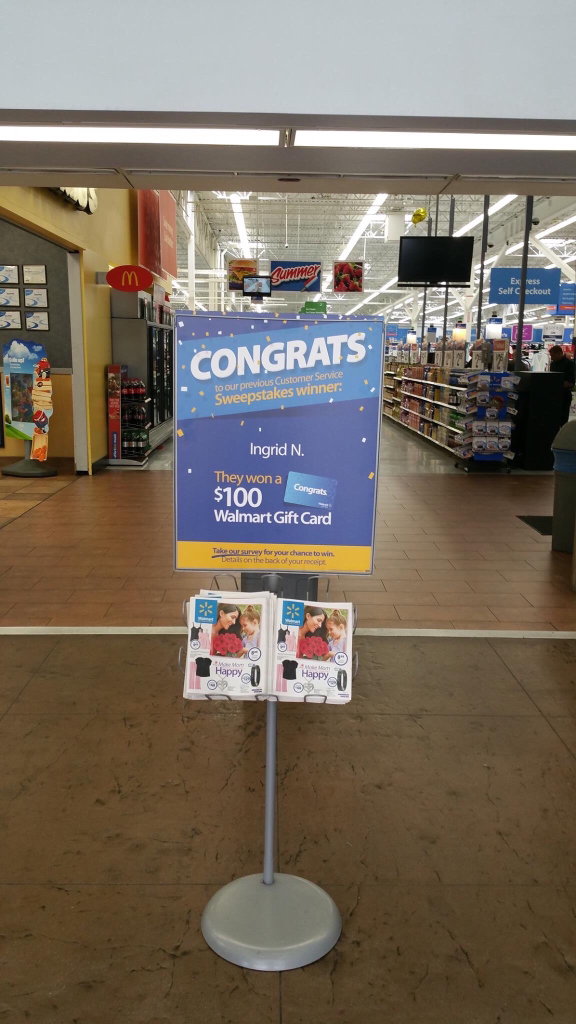 Summer
Express
Self Checkout
CONGRATS
to our previous Customer Service
Sweepstakes winner:
Ingrid N.
They won a
$100
Walmart Gift Card
Congrats.
Take our survey for your chance to win.
Details on the back of your receipt.
Walmart
Make Mom
Happy
Walmart
Make Mom
Happy